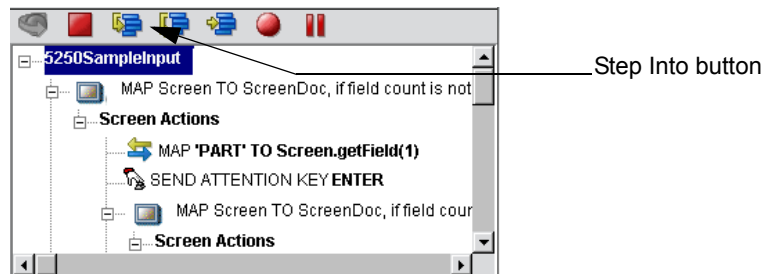 5250SampleInput
Step Into button
MAP Screen TO ScreenDoc, if field count is not
Screen Actions
MAP 'PART' TO Screen.getField(1)
SEND ATTENTION KEY ENTER
MAP Screen TO ScreenDoc, if field cour
Screen Actions